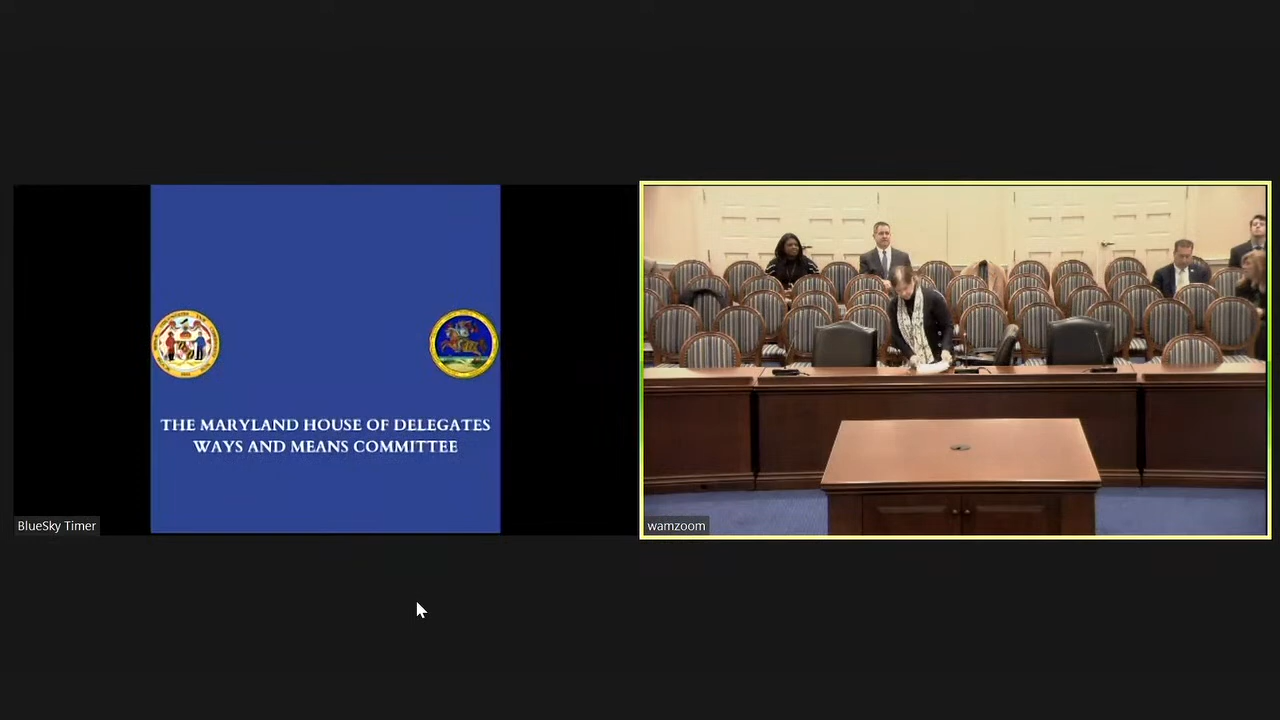 THE MARYLAND HOUSE OF DELEGATES
WAYS AND MEANS COMMITTEE
BlueSky Timer
wamzoom